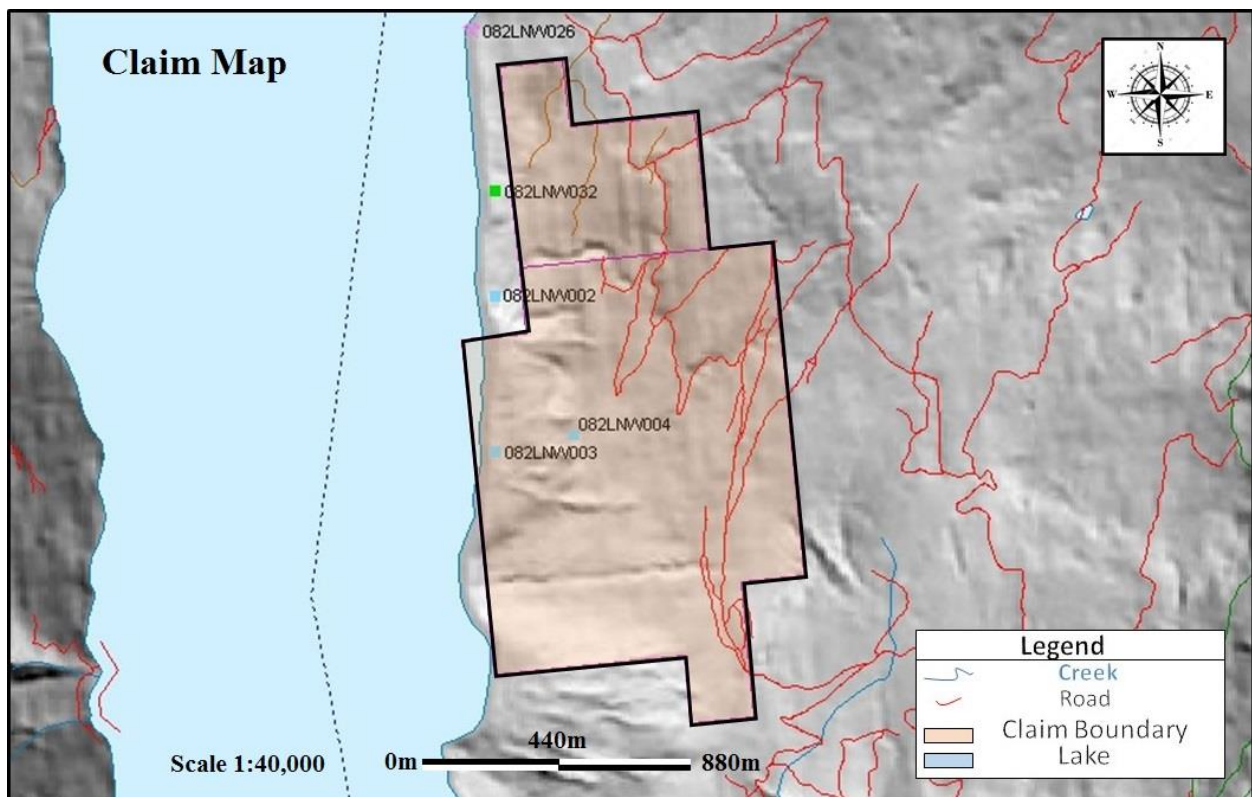 082LNW026
Claim Map
N
W E
S
082LNW032
082LNW002
082LNW004
082LNW003
Legend
Creek
Road
Claim Boundary
Lake
440m
Scale 1:40,000 0m 880m